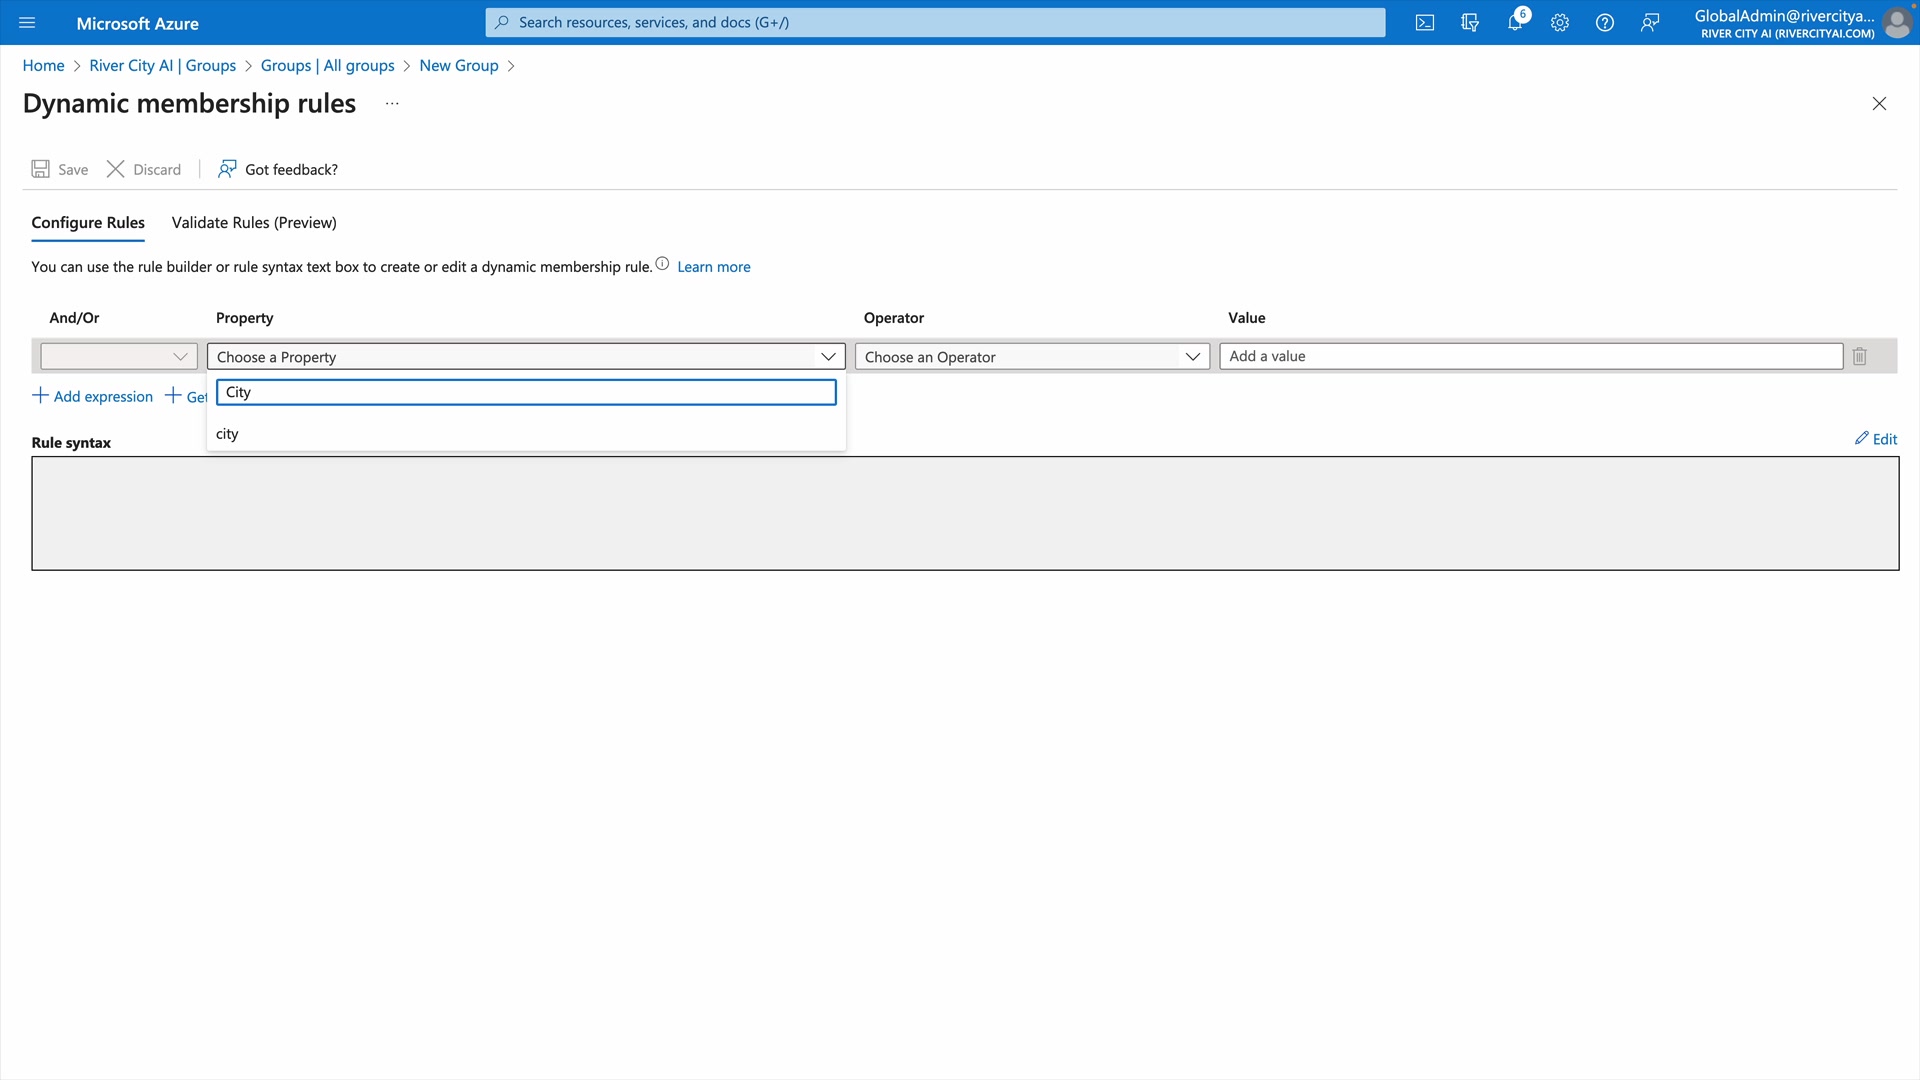 Microsoft Azure
Search resources, services, and docs (G+/)
6
GlobalAdmin@rivercitya...
RIVER CITY AI (RIVERCITYAI.COM)
Home > River City AI | Groups > Groups | All groups > New Group >
Dynamic membership rules ...
Save Discard Got feedback?
Configure Rules Validate Rules (Preview)
You can use the rule builder or rule syntax text box to create or edit a dynamic membership rule. Learn more
And/Or Property Operator Value
Choose a Property Choose an Operator Add a value
+ Add expression + Get
City
city
Rule syntax
Edit